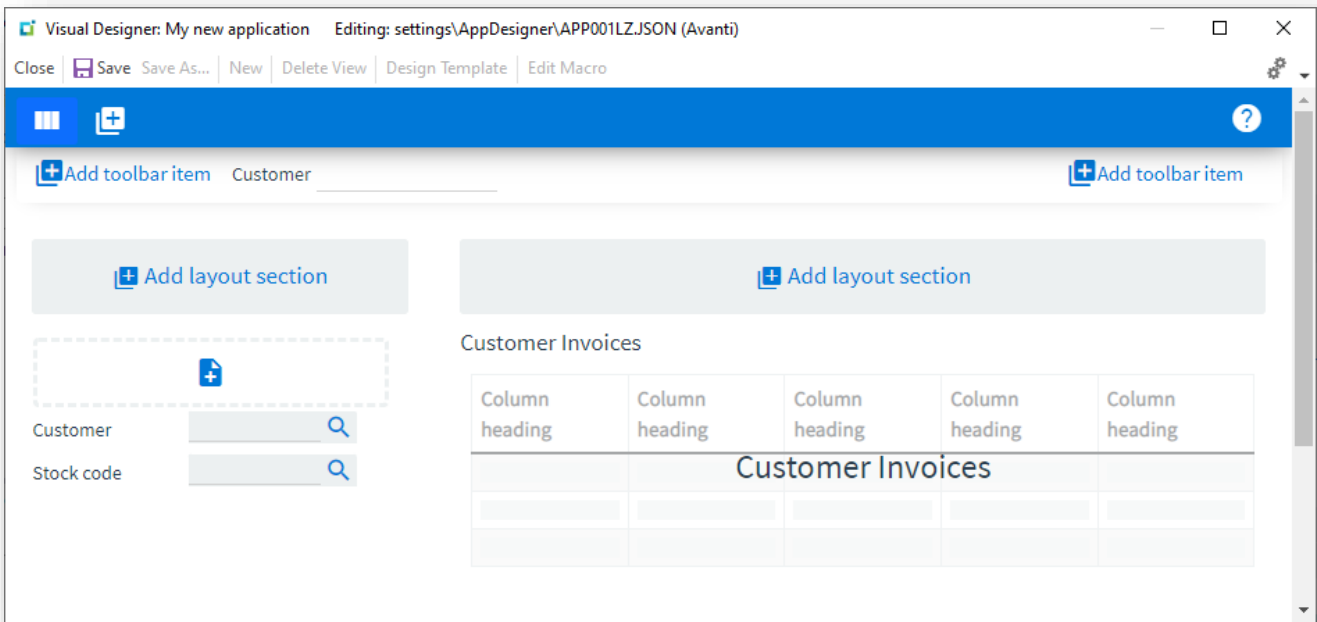 Visual Designer: My new application Editing: settings\AppDesigner\APP001LZ.JSON (Avanti)
Close Save Save As... New Delete View Design Template Edit Macro
?
Add toolbar item Customer Add toolbar item
Add layout section Add layout section
Customer Invoices
Column heading Column heading Column heading Column heading Column heading
Customer
Stock code
Customer Invoices